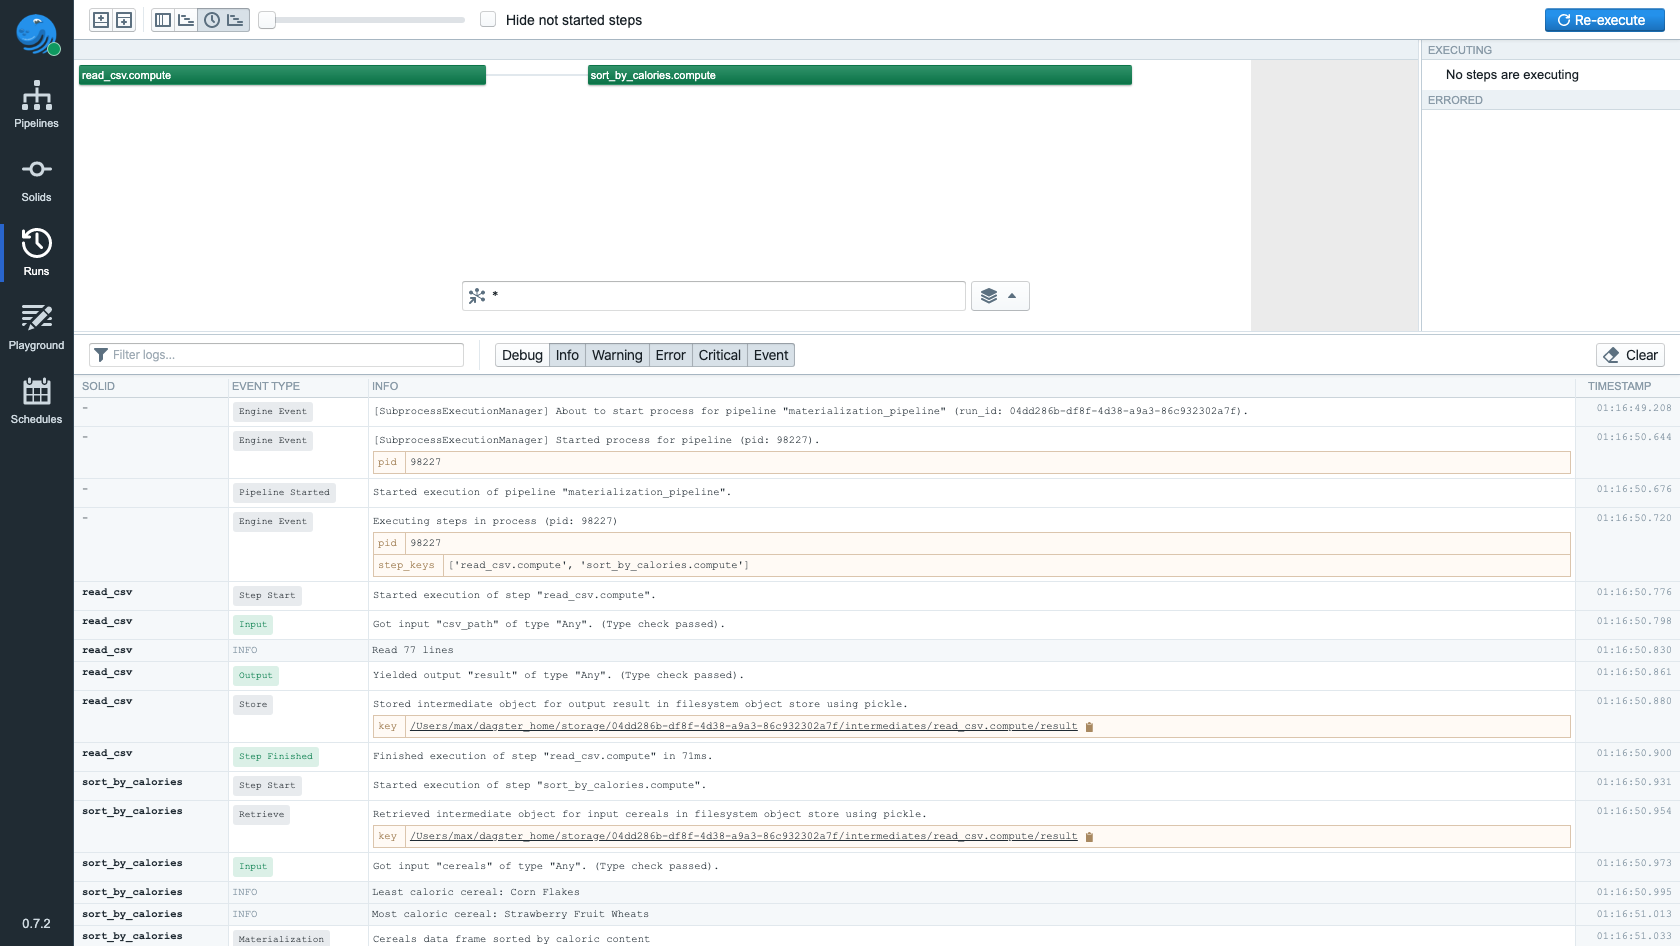 Hide not started steps
Re-execute
EXECUTING
No steps are executing
ERRORED
read_csv.compute
sort_by_calories.compute
*
Pipelines
Solids
Runs
Playground
Schedules
0.7.2
Filter logs...
Debug Info Warning Error Critical Event
Clear
SOLID EVENT TYPE INFO TIMESTAMP
- Engine Event [SubprocessExecutionManager] About to start process for pipeline "materialization_pipeline" (run_id: 04dd286b-df8f-4d38-a9a3-86c932302a7f). 01:16:49.208
- Engine Event [SubprocessExecutionManager] Started process for pipeline (pid: 98227). 01:16:50.644
pid 98227
- Pipeline Started Started execution of pipeline "materialization_pipeline". 01:16:50.676
- Engine Event Executing steps in process (pid: 98227) 01:16:50.720
pid 98227
step_keys ['read_csv.compute', 'sort_by_calories.compute']
read_csv Step Start Started execution of step "read_csv.compute". 01:16:50.776
read_csv Input Got input "csv_path" of type "Any". (Type check passed). 01:16:50.798
read_csv INFO Read 77 lines 01:16:50.830
read_csv Output Yielded output "result" of type "Any". (Type check passed). 01:16:50.861
read_csv Store Stored intermediate object for output result in filesystem object store using pickle. 01:16:50.880
key /Users/max/dagster_home/storage/04dd286b-df8f-4d38-a9a3-86c932302a7f/intermediates/read_csv.compute/result
read_csv Step Finished Finished execution of step "read_csv.compute" in 71ms. 01:16:50.900
sort_by_calories Step Start Started execution of step "sort_by_calories.compute". 01:16:50.931
sort_by_calories Retrieve Retrieved intermediate object for input cereals in filesystem object store using pickle. 01:16:50.954
key /Users/max/dagster_home/storage/04dd286b-df8f-4d38-a9a3-86c932302a7f/intermediates/read_csv.compute/result
sort_by_calories Input Got input "cereals" of type "Any". (Type check passed). 01:16:50.973
sort_by_calories INFO Least caloric cereal: Corn Flakes 01:16:50.995
sort_by_calories INFO Most caloric cereal: Strawberry Fruit Wheats 01:16:51.013
sort_by_calories Materialization Cereals data frame sorted by caloric content 01:16:51.033